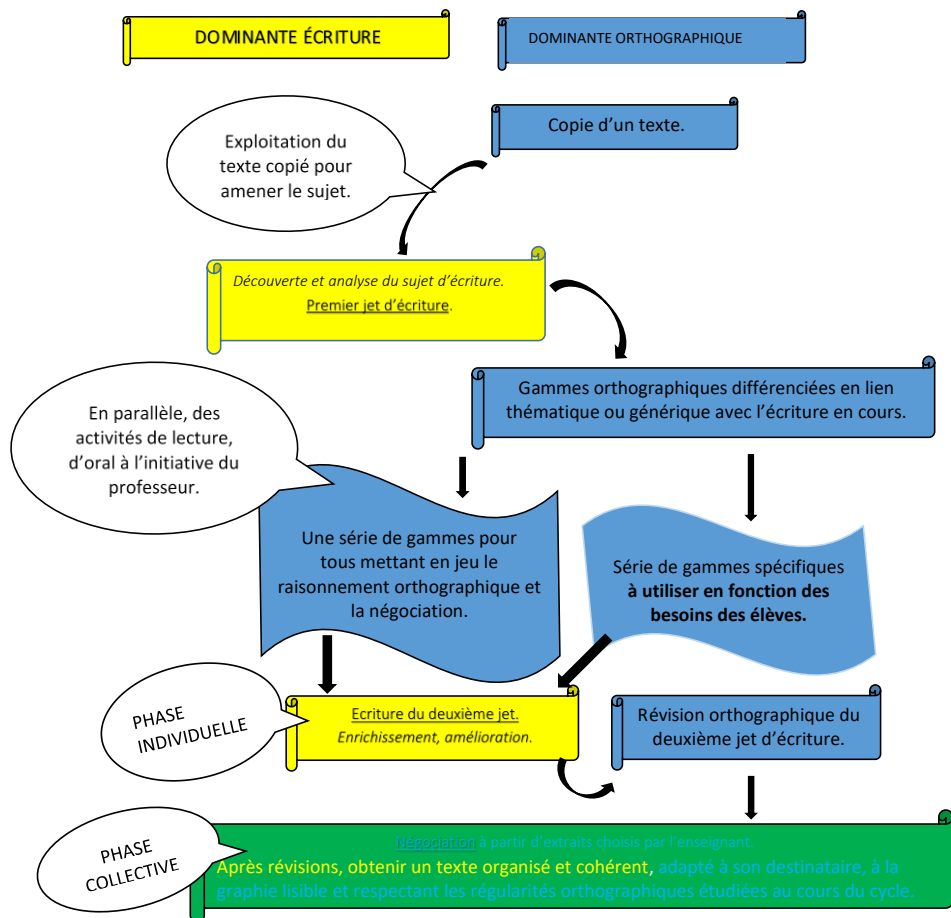 DOMINANTE ÉCRITURE
DOMINANTE ORTHOGRAPHIQUE
Copie d’un texte.
Exploitation du
texte copié pour
amener le sujet.
Découverte et analyse du sujet d’écriture.
Premier jet d’écriture.
Gammes orthographiques différenciées en lien
thématique ou générique avec l’écriture en cours.
En parallèle, des
activités de lecture,
d’oral à l’initiative du
professeur.
Une série de gammes pour
tous mettant en jeu le
raisonnement orthographique et
la négociation.
Série de gammes spécifiques
à utiliser en fonction des
besoins des élèves.
PHASE
INDIVIDUELLE
Ecriture du deuxième jet.
Enrichissement, amélioration.
Révision orthographique du
deuxième jet d’écriture.
PHASE
COLLECTIVE
Négociation à partir d’extraits choisis par l’enseignant.
Après révisions, obtenir un texte organisé et cohérent, adapté à son destinataire, à la
graphie lisible et respectant les régularités orthographiques étudiées au cours du cycle.